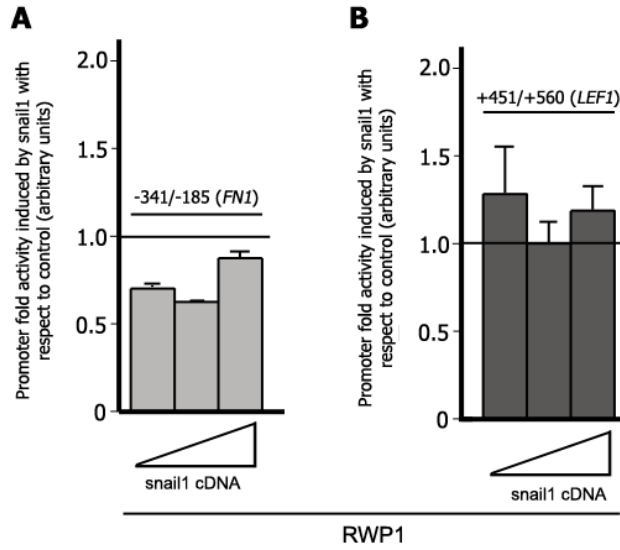 A
Promoter fold activity induced by snail1 with
respect to control (arbitrary units)
2.0
1.5
1.0
0.5
0
-341/-185 (FN1)
snail1 cDNA
B
Promoter fold activity induced by snail1 with
respect to control (arbitrary units)
2.0
1.5
1.0
0.5
0
+451/+560 (LEF1)
snail1 cDNA
RWP1